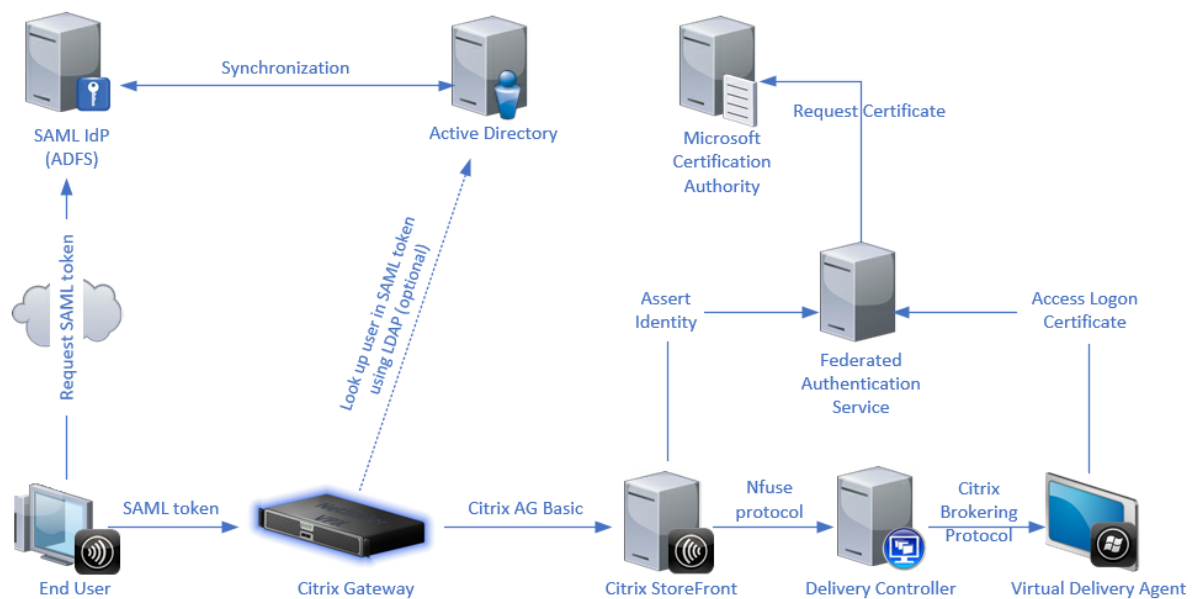 Synchronization
SAML IdP
(ADFS)
Active Directory
Request Certificate
Microsoft
Certification
Authority
Request SAML token
Look up user in SAML token
using LDAP (optional)
Assert
Identity
Access Logon
Certificate
Federated
Authentication
Service
SAML token
Citrix AG Basic
Nfuse
protocol
Citrix
Brokering
Protocol
End User
Citrix Gateway
Citrix StoreFront
Delivery Controller
Virtual Delivery Agent